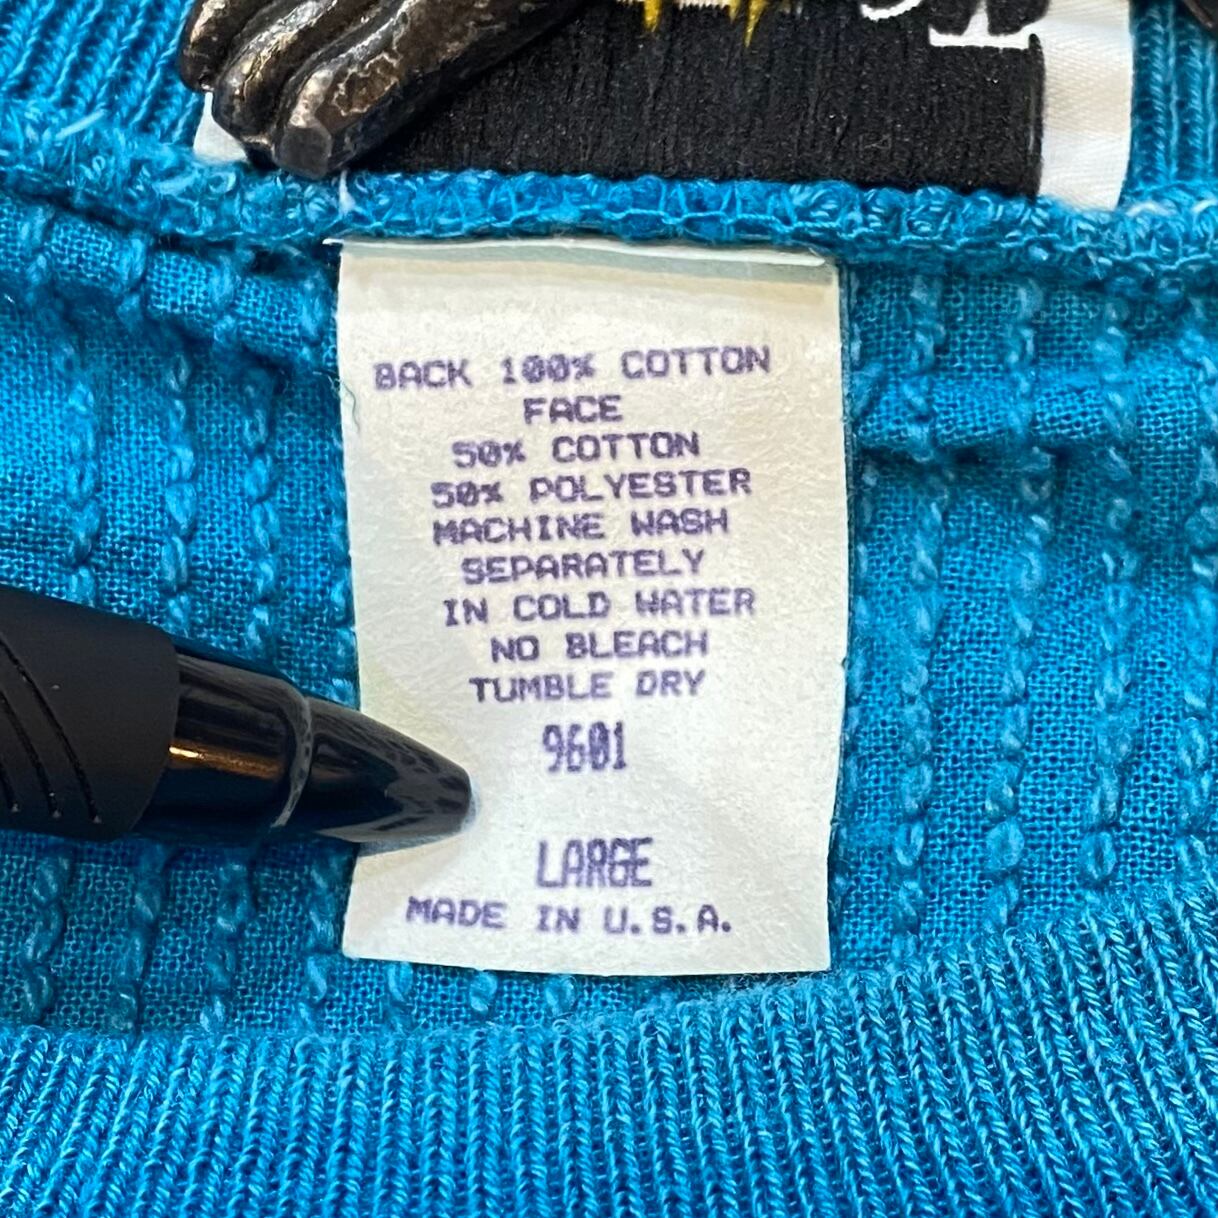 BACK 100% COTTON
FACE
50% COTTON
50% POLYESTER
MACHINE WASH
SEPARATELY
IN COLD WATER
NO BLEACH
TUMBLE DRY
9601
LARGE
MADE IN U.S.A.